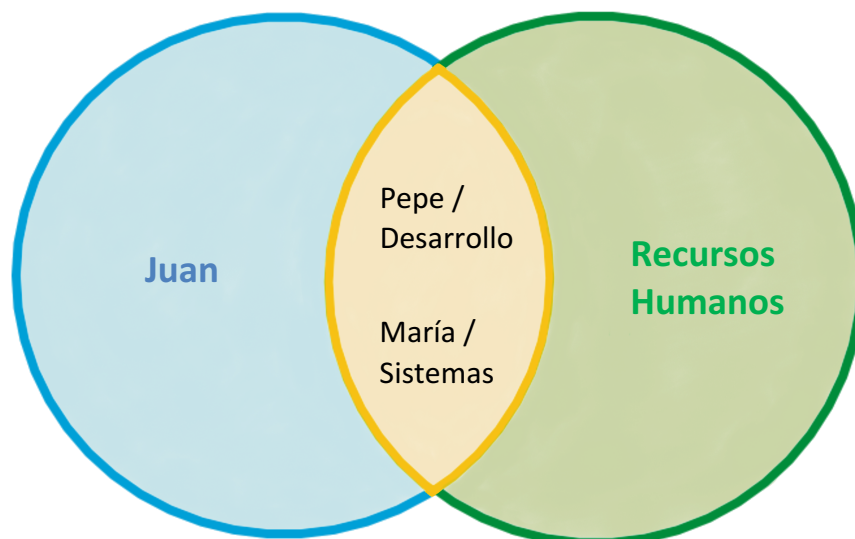 Juan
Pepe /
Desarrollo
María /
Sistemas
Recursos
Humanos